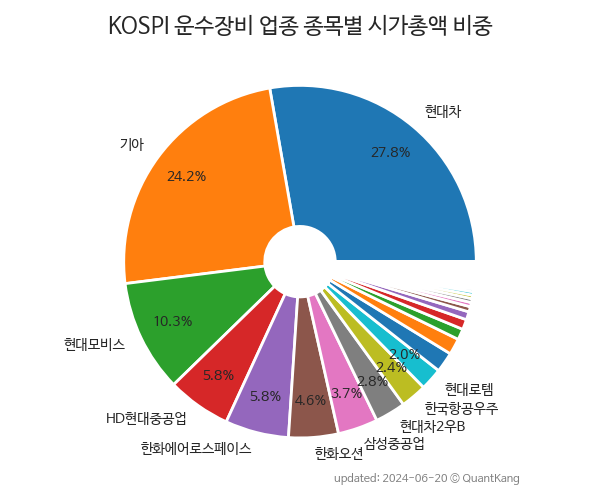 KOSPI 운수장비 업종 종목별 시가총액 비중
현대차
27.8%
기아
24.2%
현대모비스
10.3%
HD현대중공업
5.8%
한화에어로스페이스
5.8%
한화오션
4.6%
삼성중공업
3.7%
현대차2우B
2.8%
한국항공우주
2.4%
현대로템
2.0%
updated: 2024-06-20 ⓒ QuantKang